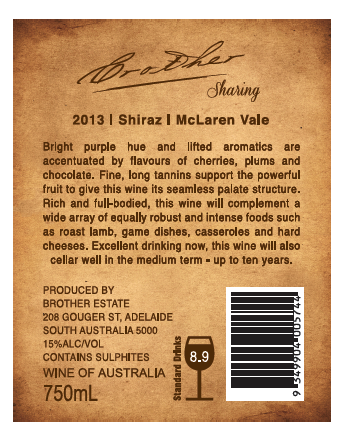 Brother
Sharing
2013 | Shiraz | McLaren Vale
Bright purple hue and lifted aromatics are
accentuated by flavours of cherries, plums and
chocolate. Fine, long tannins support the powerful
fruit to give this wine its seamless palate structure.
Rich and full-bodied, this wine will complement a
wide array of equally robust and intense foods such
as roast lamb, game dishes, casseroles and hard
cheeses. Excellent drinking now, this wine will also
cellar well in the medium term - up to ten years.
PRODUCED BY
BROTHER ESTATE
208 GOUGER ST, ADELAIDE
SOUTH AUSTRALIA 5000
15%ALC/VOL
CONTAINS SULPHITES
WINE OF AUSTRALIA
750mL
Standard Drinks
8.9
9 349904 005744